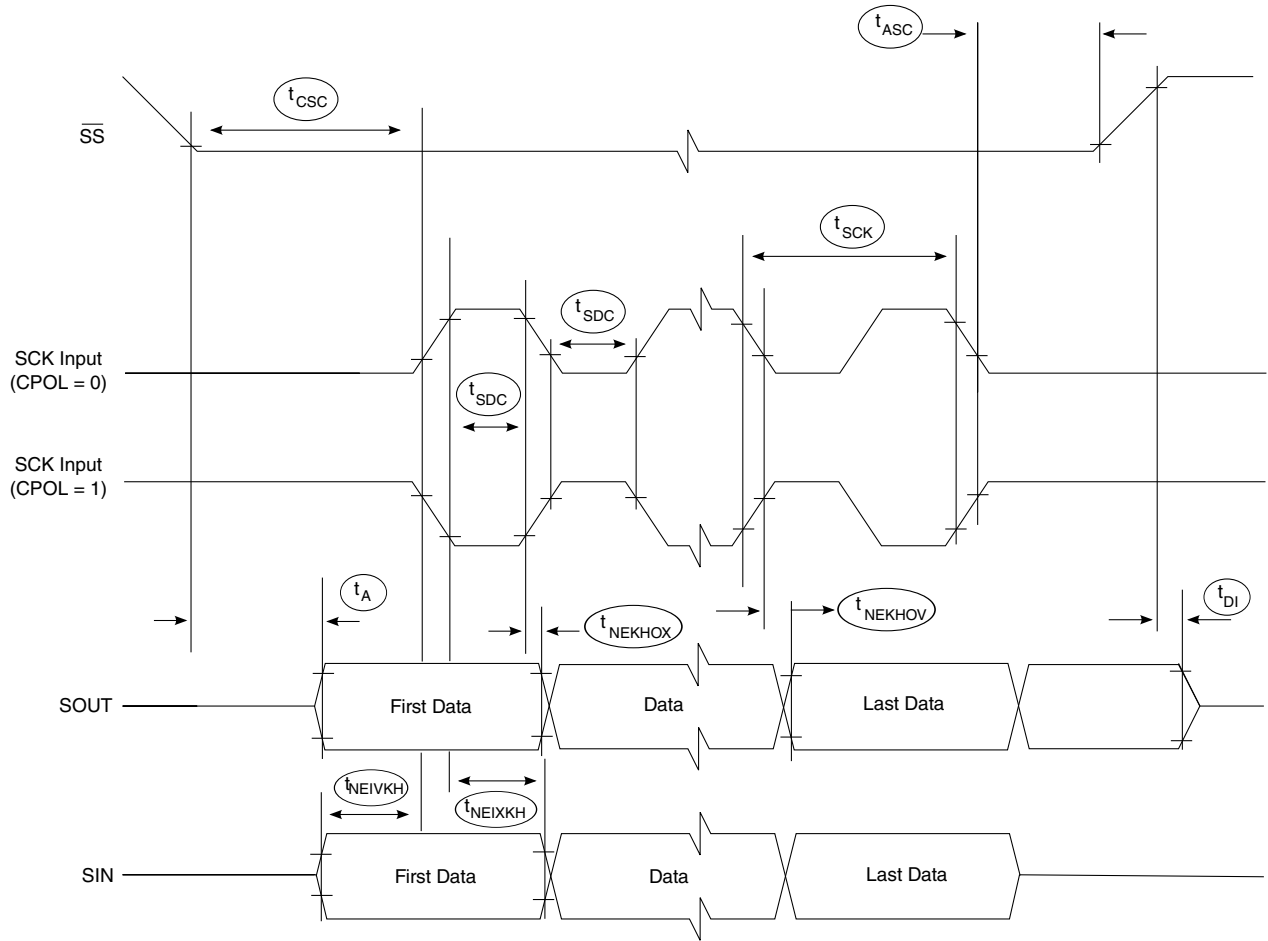 tASC
tCSC
SS
tSCK
tSDC
SCK Input
(CPOL = 0)
tSDC
SCK Input
(CPOL = 1)
tA
tNEKHOX
tNEKHOV
tDI
SOUT
First Data
Data
Last Data
tNEIVKH
tNEIXKH
SIN
First Data
Data
Last Data